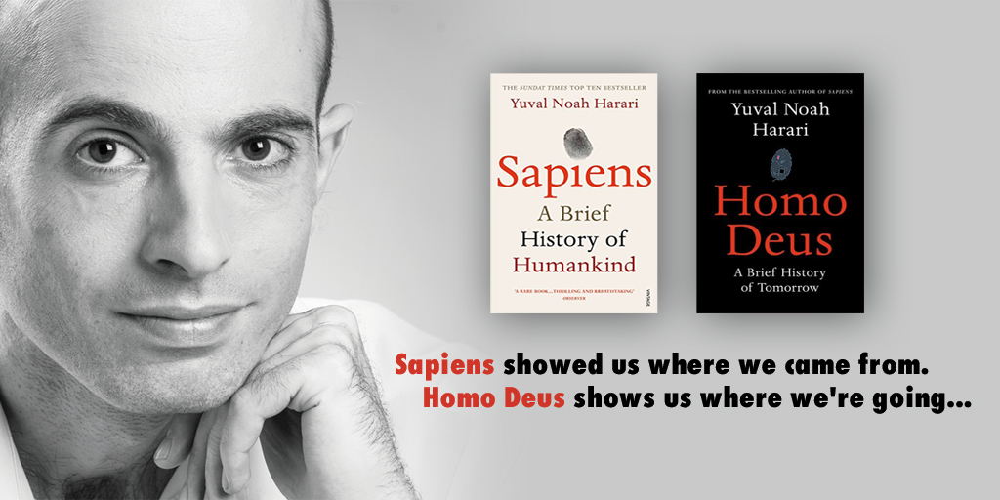 THE SUNDAY TIMES TOP TEN BESTSELLER
Yuval Noah Harari
Sapiens
A Brief
History of
Humankind
'A RARE BOOK... THRILLING AND BREATHTAKING'
OBSERVER
VINTAGE
FROM THE BESTSELLING AUTHOR OF SAPIENS
Yuval Noah
Harari
Homo
Deus
A Brief History
of Tomorrow
Sapiens showed us where we came from.
Homo Deus shows us where we're going...